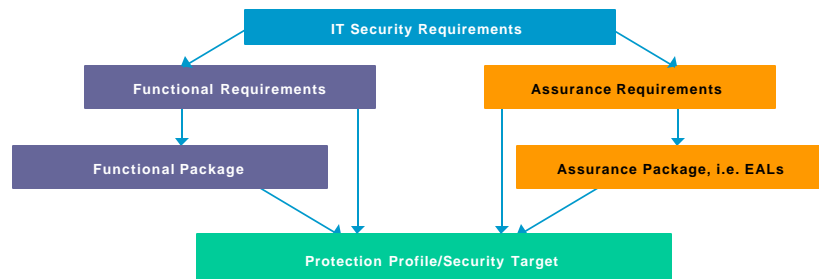 IT Security Requirements
Functional Requirements
Assurance Requirements
Functional Package
Assurance Package, i.e. EALs
Protection Profile/Security Target